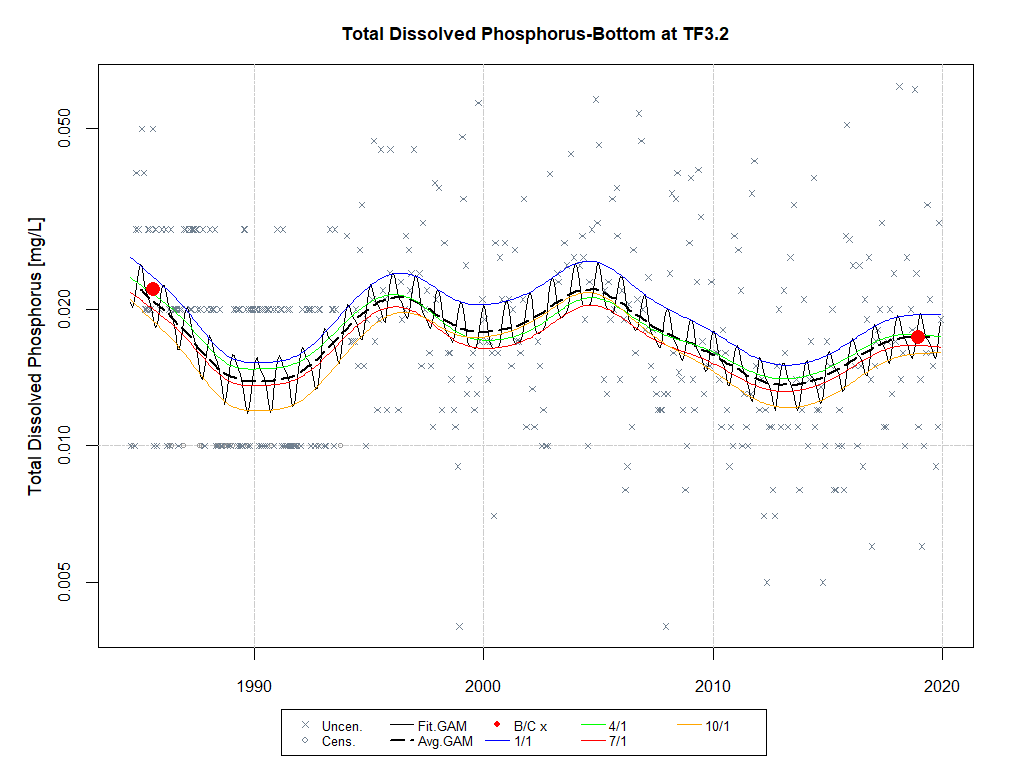 Total Dissolved Phosphorus-Bottom at TF3.2
Total Dissolved Phosphorus [mg/L]
0.050
0.020
0.010
0.005
1990 2000 2010 2020
Uncen. Fit.GAM B/C x 4/1 10/1
Cens. Avg.GAM 1/1 7/1